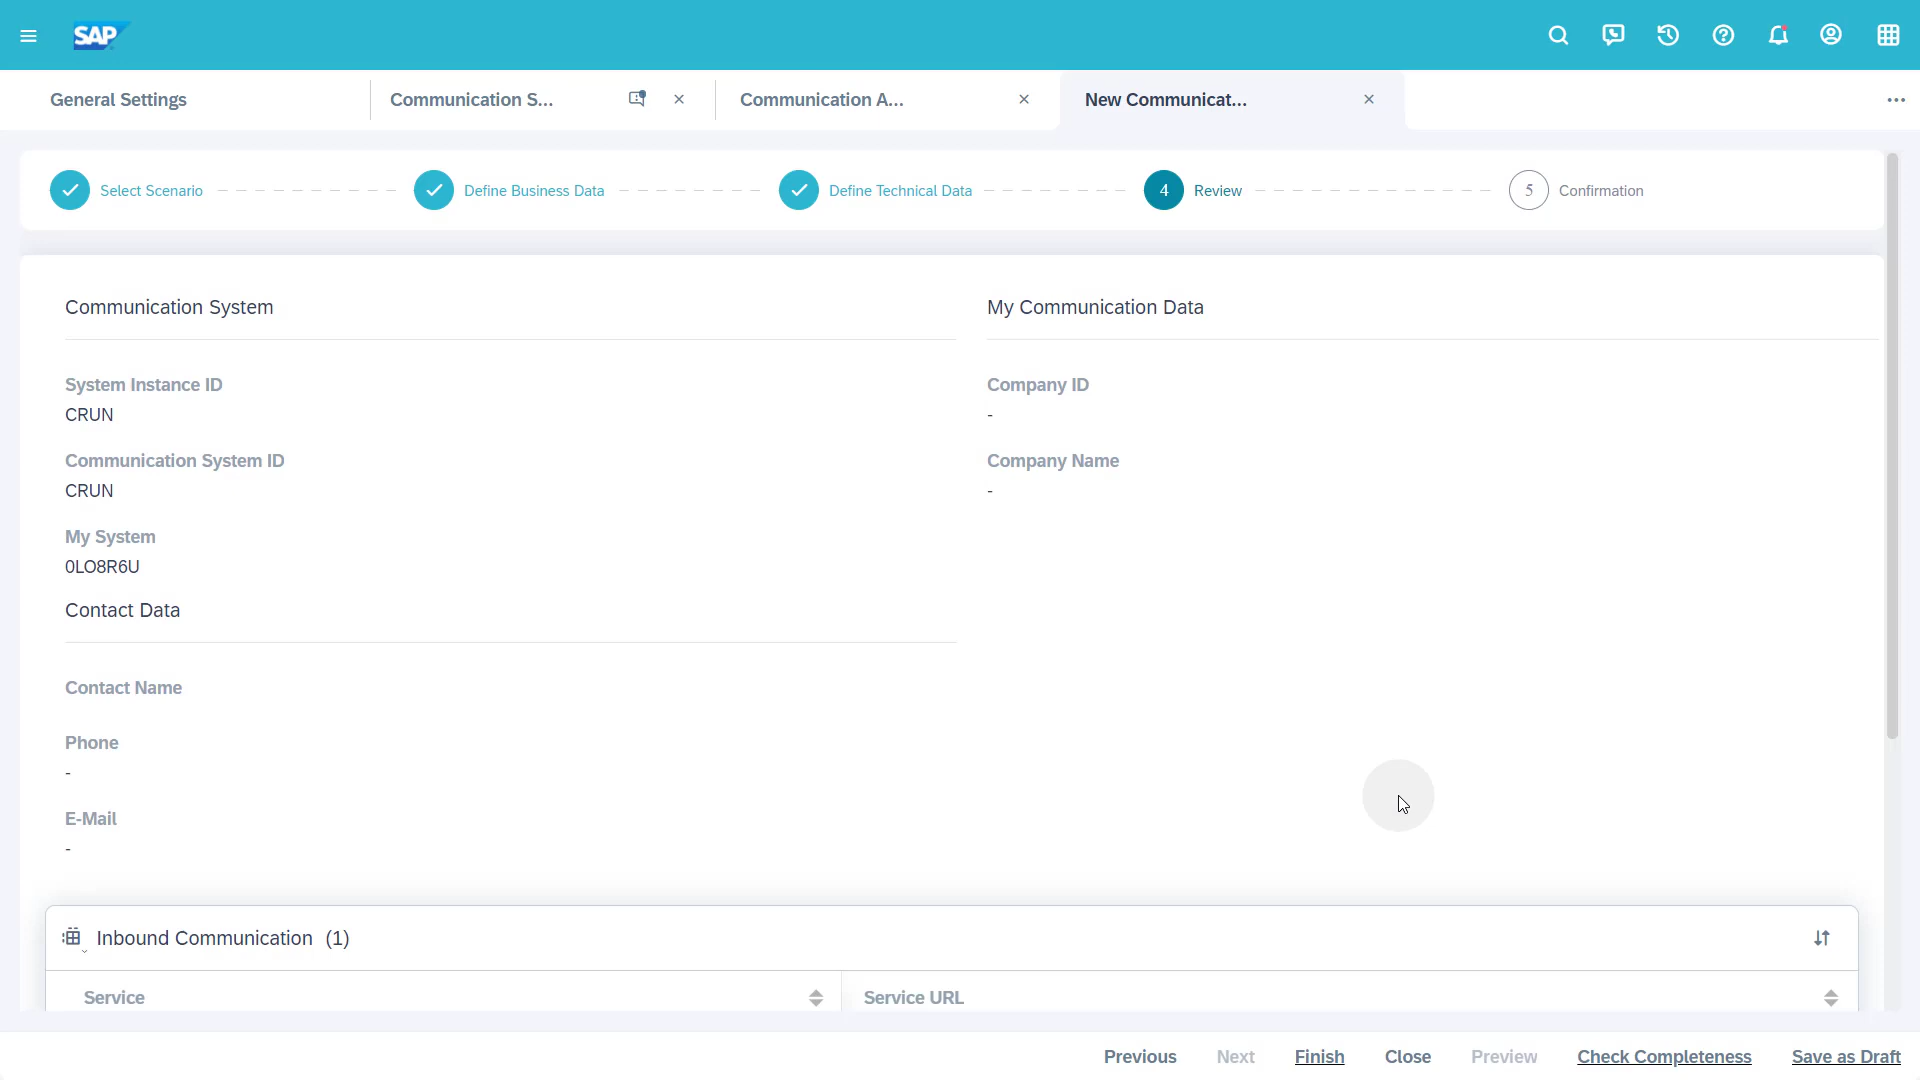 SAP
General Settings
Communication S...
Communication A...
New Communicat...
Select Scenario
Define Business Data
Define Technical Data
4 Review
5 Confirmation
Communication System
My Communication Data
System Instance ID
CRUN
Company ID
-
Communication System ID
CRUN
Company Name
-
My System
0LO8R6U
Contact Data
Contact Name
Phone
-
E-Mail
-
Inbound Communication (1)
Service
Service URL
Previous Next Finish Close Preview Check Completeness Save as Draft